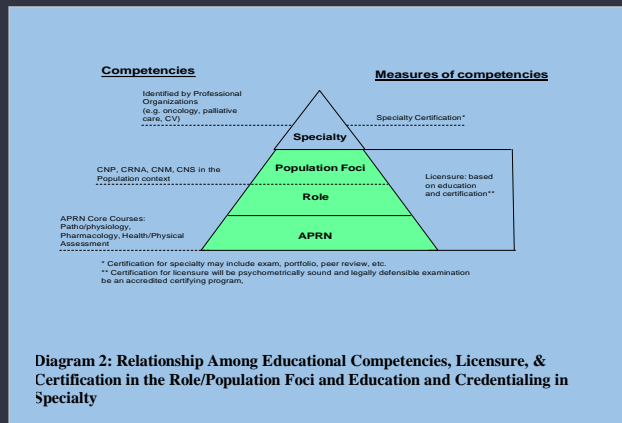 Competencies
Measures of competencies
Identified by Professional
Organizations
(e.g. oncology, palliative
care, CV)
Specialty Certification*
Specialty
CNP, CRNA, CNM, CNS in the
Population context
Population Foci
Licensure: based
on education
and certification**
Role
APRN Core Courses:
Patho/physiology,
Pharmacology, Health/Physical
Assessment
APRN
* Certification for specialty may include exam, portfolio, peer review, etc.
** Certification for licensure will be psychometrically sound and legally defensible examination
be an accredited certifying program,
Diagram 2: Relationship Among Educational Competencies, Licensure, &
Certification in the Role/Population Foci and Education and Credentialing in
Specialty